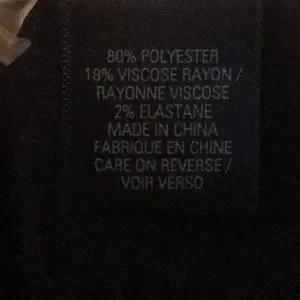 80% POLYESTER
18% VISCOSE RAYON /
RAYONNE VISCOSE
2% ELASTANE
MADE IN CHINA
FABRIQUE EN CHINE
CARE ON REVERSE /
VOIR VERSO